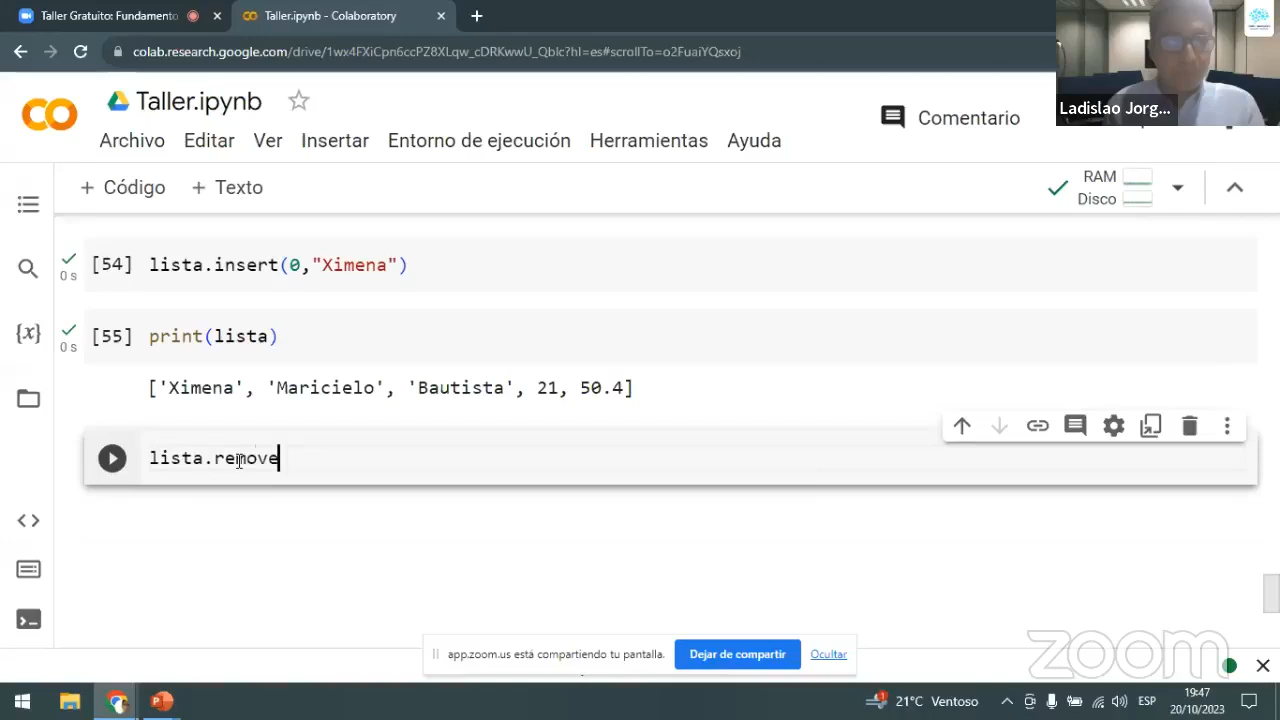 Taller Gratuito: Fundamento
Taller.ipynb - Colaboratory
colab.research.google.com/drive/1wx4FXiCpn6ccPZ8XLqw_cDRKwwU_Qblc?hl=es#scrollTo=o2FuaiYQsxoj
Ladislao Jorg...
Taller.ipynb
Comentario
Archivo Editar Ver Insertar Entorno de ejecución Herramientas Ayuda
+ Código + Texto
RAM
Disco
[54] lista.insert(0,"Ximena")
0 s
[55] print(lista)
0 s
['Ximena', 'Maricielo', 'Bautista', 21, 50.4]
lista.remove
{x}
app.zoom.us está compartiendo tu pantalla. Dejar de compartir Ocultar
zoom
21°C Ventoso
ESP
19:47
20/10/2023